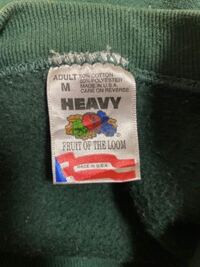 ADULT
M
50% COTTON
50% POLYESTER
MADE IN U.S.A.
CARE ON REVERSE
HEAVY
FRUIT OF THE LOOM
MADE IN U.S.A.